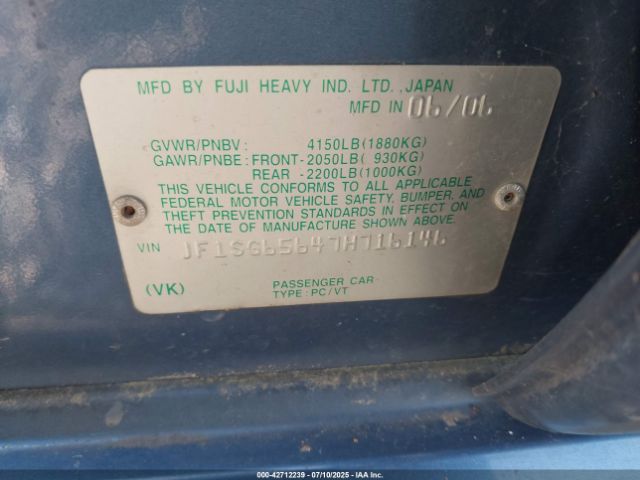 MFD BY FUJI HEAVY IND. LTD., JAPAN
MFD IN 06/06
GVWR/PNBV: 4150LB(1880KG)
GAWR/PNBE: FRONT-2050LB( 930KG)
REAR -2200LB(1000KG)
THIS VEHICLE CONFORMS TO ALL APPLICABLE
FEDERAL MOTOR VEHICLE SAFETY, BUMPER, AND
THEFT PREVENTION STANDARDS IN EFFECT ON
THE DATE OF MANUFACTURE SHOWN ABOVE.
VIN JF1SG65647H716146
(VK)
PASSENGER CAR
TYPE: PC/VT
000-42712239 - 07/10/2025 - IAA Inc.